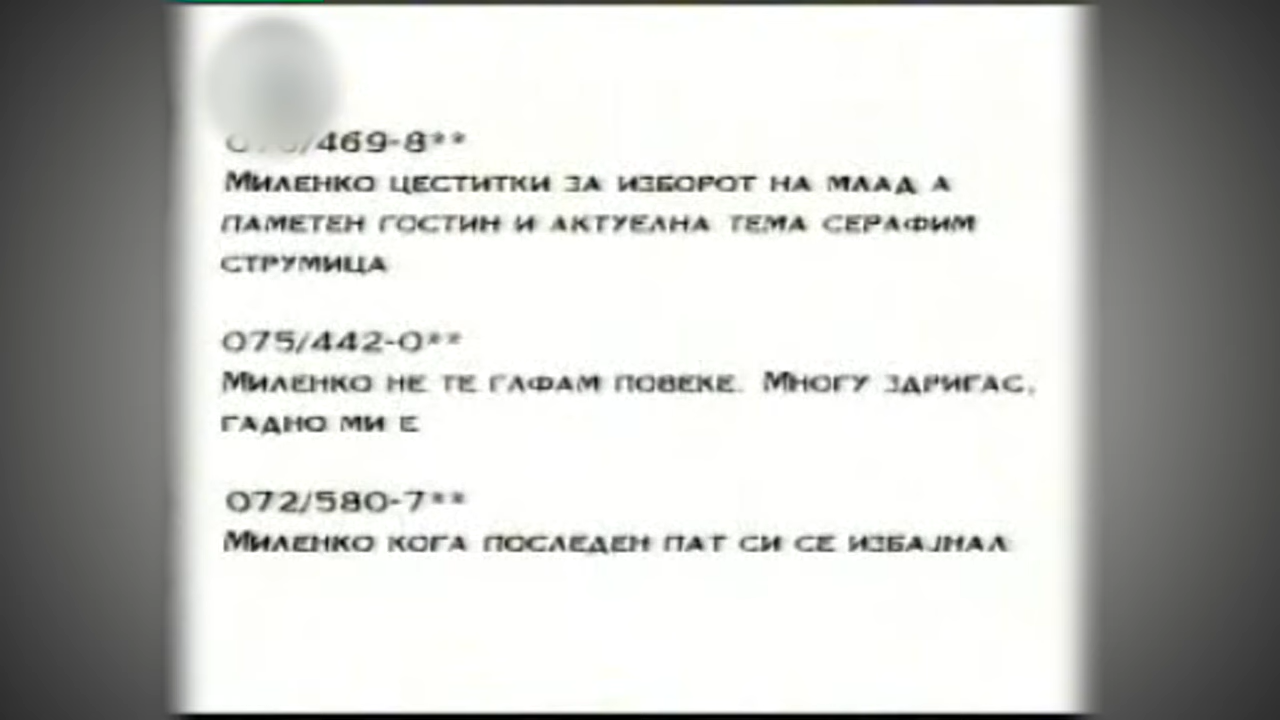 /469-8**
Миленко цеститки за изборот на млад а
паметен гостин и актуелна тема Серафим
Струмица
075/442-0**
Миленко не те гафам повеке. Многу здригас,
гадно ми е
072/580-7**
Миленко кога последен пат си се избајнал